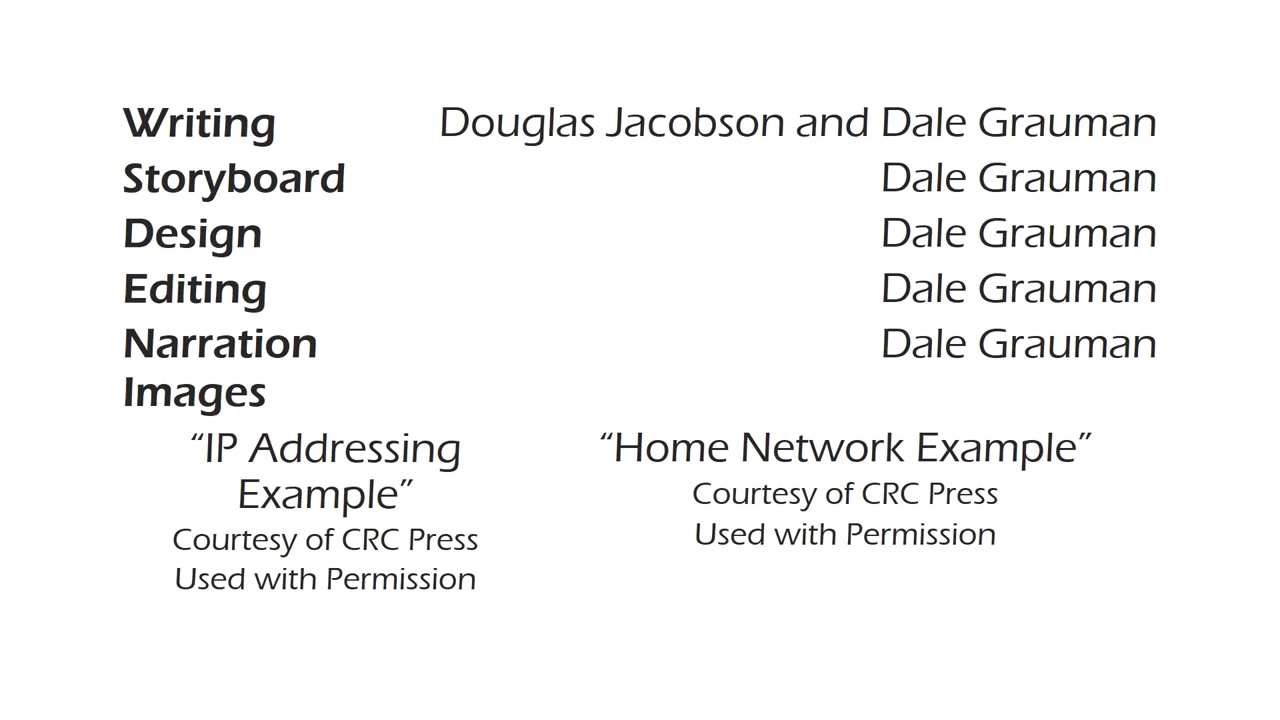 Writing Douglas Jacobson and Dale Grauman
Storyboard Dale Grauman
Design Dale Grauman
Editing Dale Grauman
Narration Dale Grauman
Images
“IP Addressing
Example”
Courtesy of CRC Press
Used with Permission
“Home Network Example”
Courtesy of CRC Press
Used with Permission